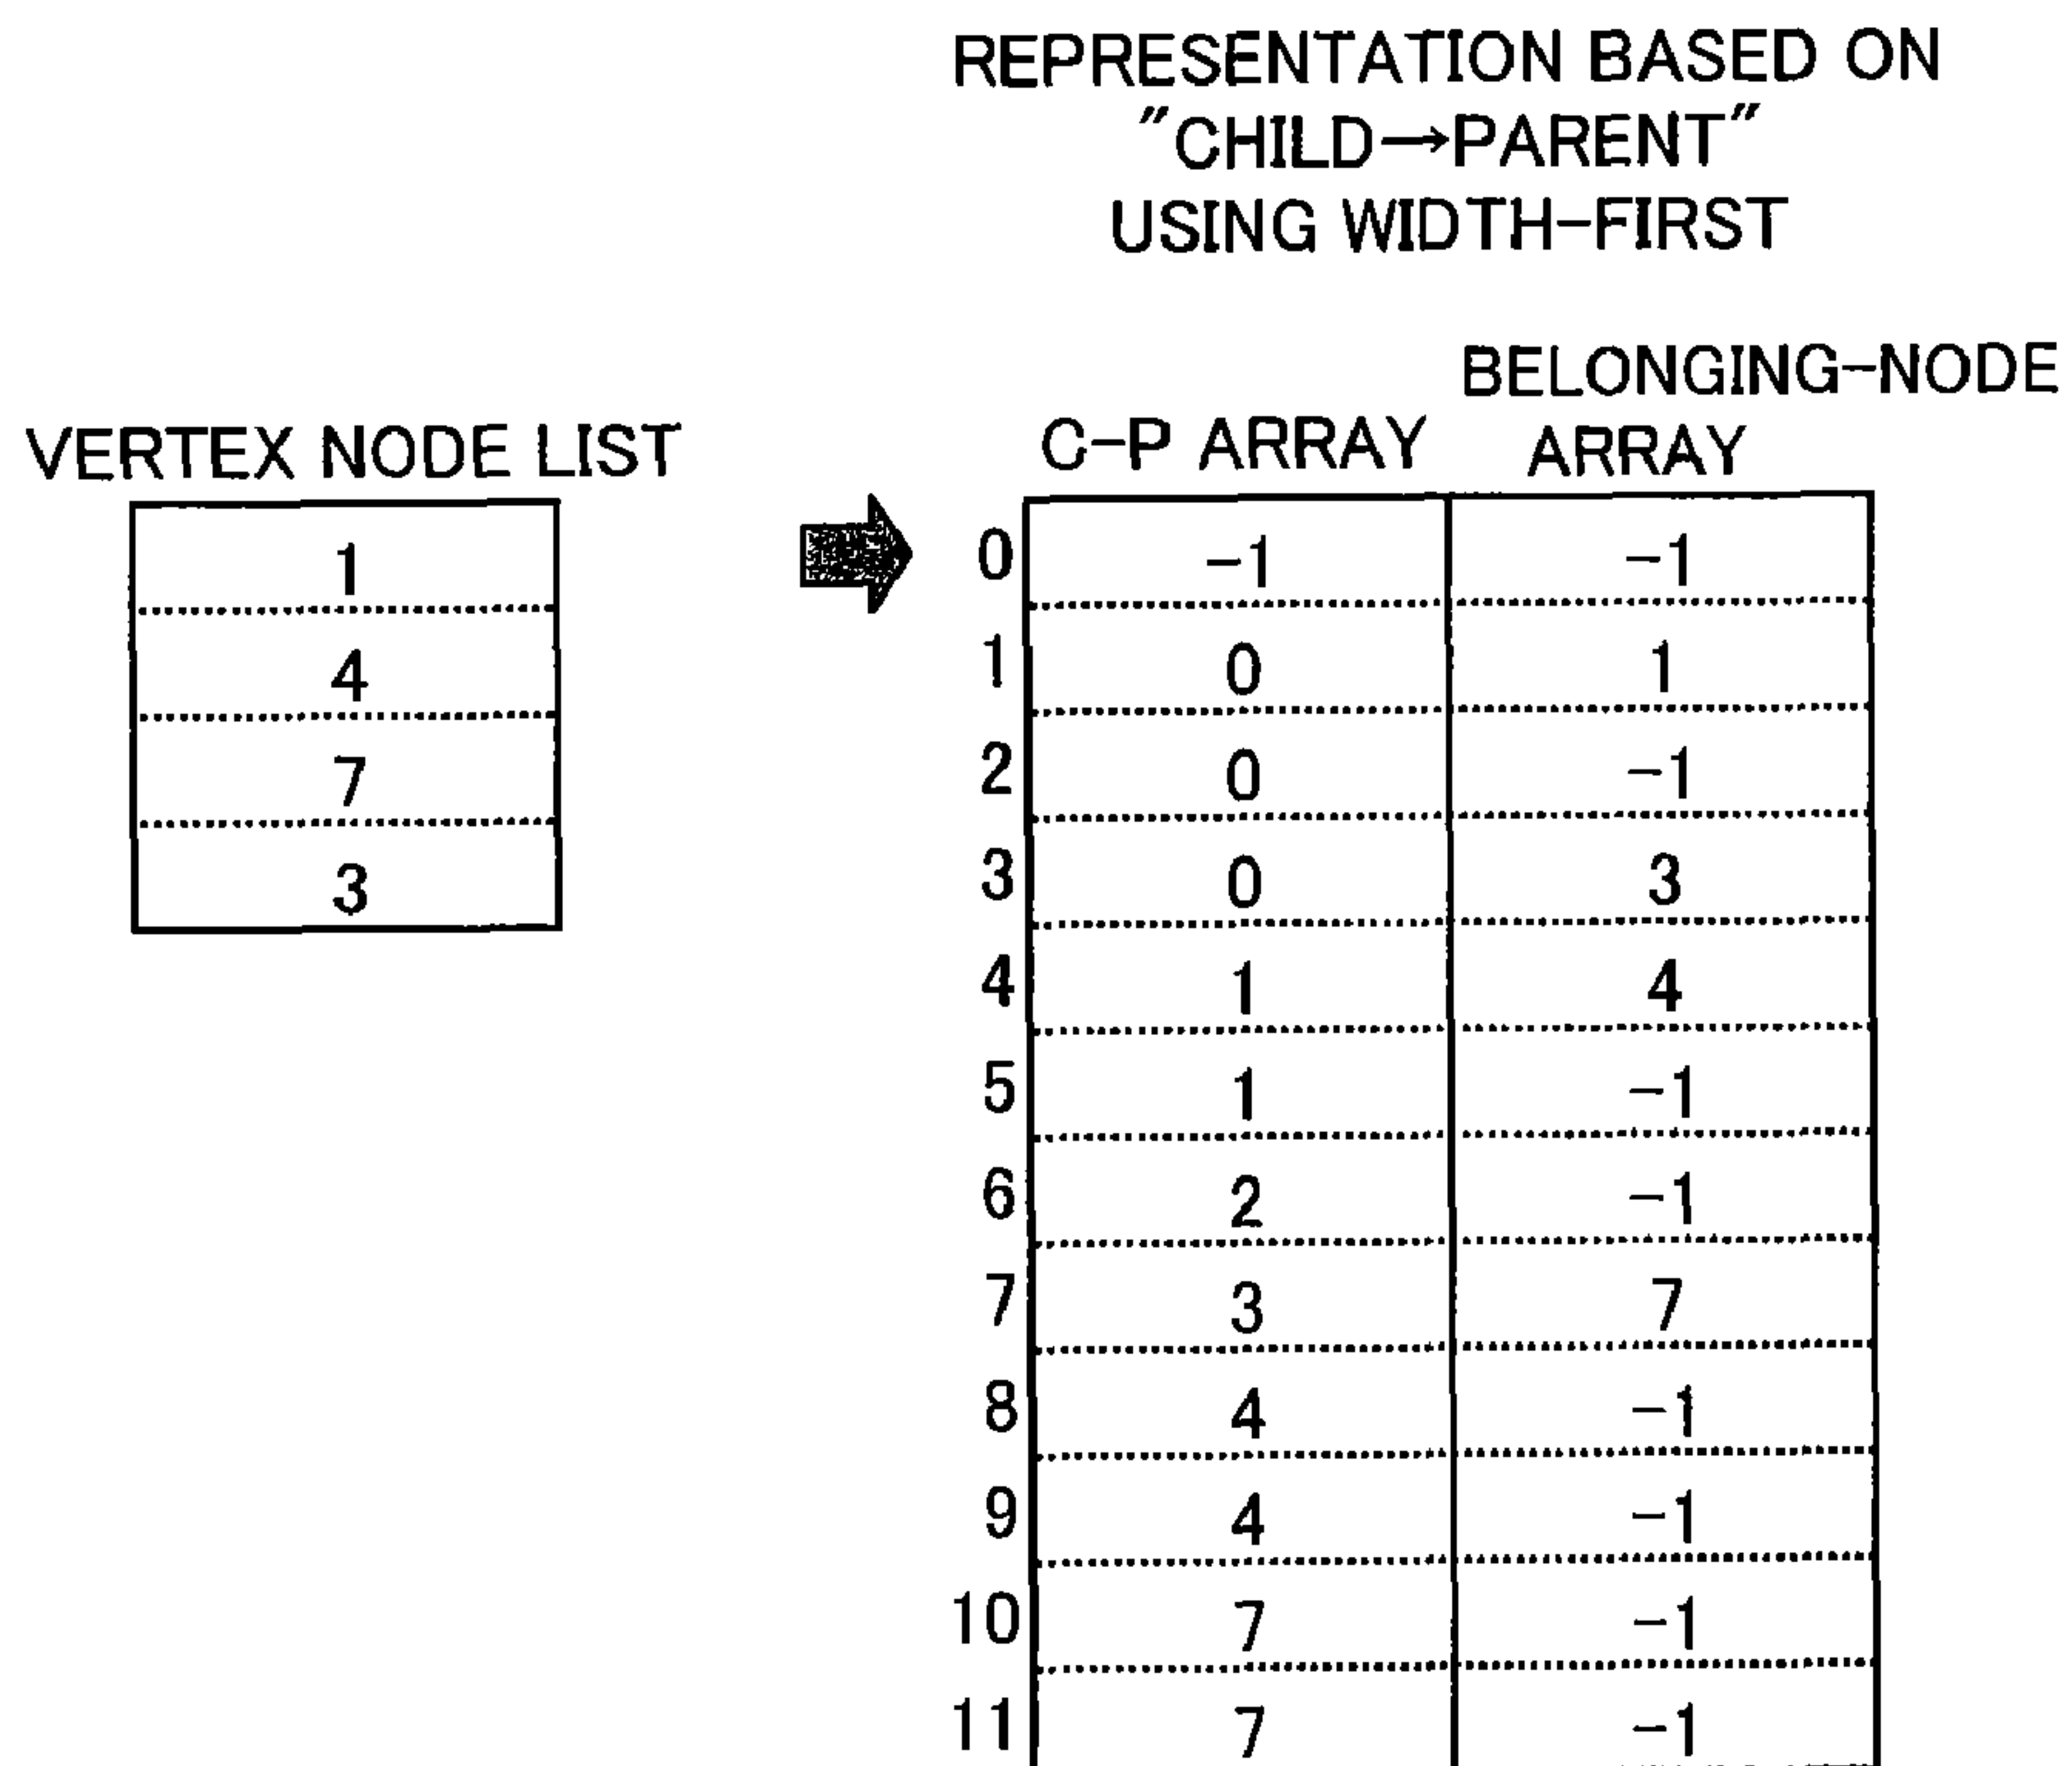 REPRESENTATION BASED ON
"CHILD→PARENT"
USING WIDTH-FIRST
VERTEX NODE LIST
1
4
7
3
C-P ARRAY
BELONGING-NODE
ARRAY
0 -1 -1
1 0 1
2 0 -1
3 0 3
4 1 4
5 1 -1
6 2 -1
7 3 7
8 4 -1
9 4 -1
10 7 -1
11 7 -1